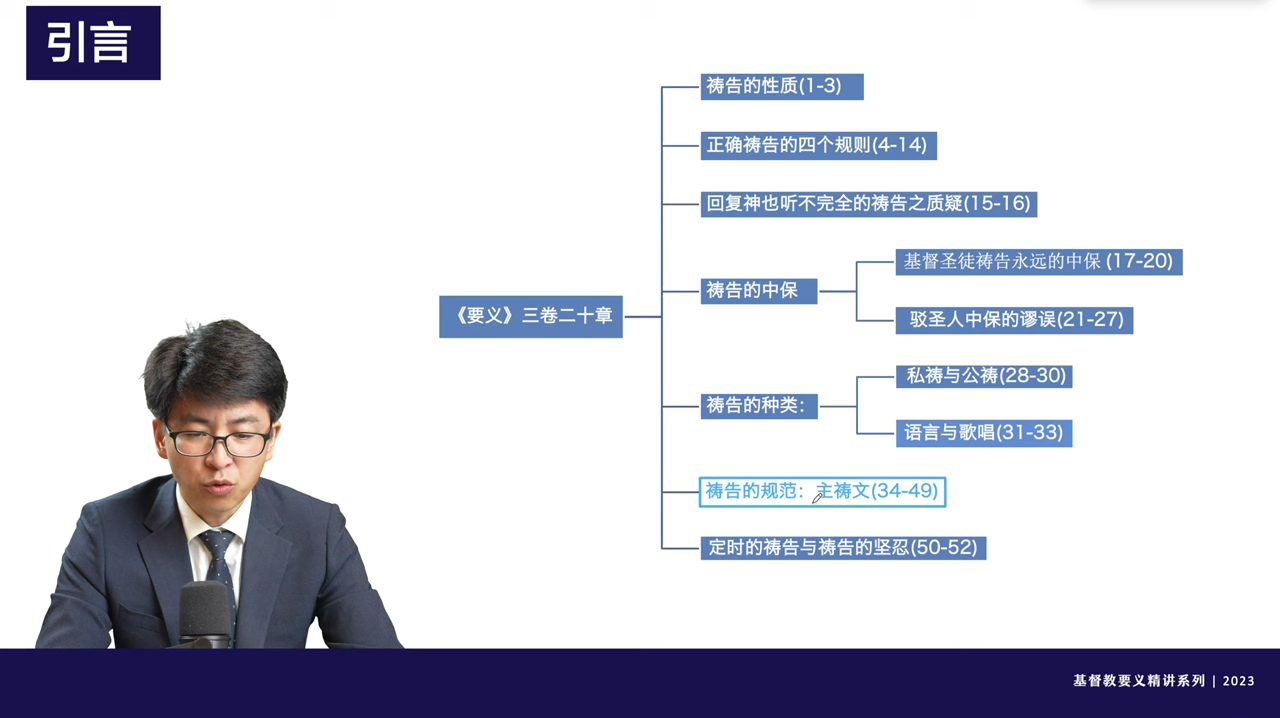 引言
祷告的性质(1-3)
正确祷告的四个规则(4-14)
回复神也听不完全的祷告之质疑(15-16)
祷告的中保
基督圣徒祷告永远的中保 (17-20)
驳圣人中保的谬误(21-27)
《要义》三卷二十章
祷告的种类：
私祷与公祷(28-30)
语言与歌唱(31-33)
祷告的规范：主祷文(34-49)
定时的祷告与祷告的坚忍(50-52)
基督教要义精讲系列 | 2023